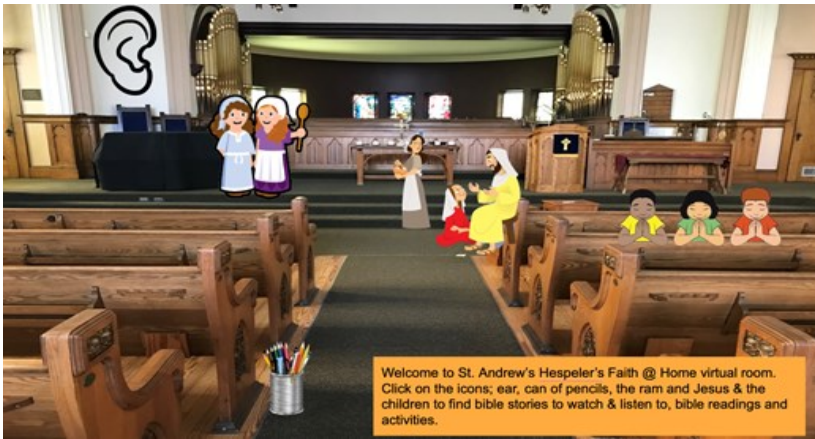 Welcome to St. Andrew's Hespeler's Faith @ Home virtual room.
Click on the icons; ear, can of pencils, the ram and Jesus & the
children to find bible stories to watch & listen to, bible readings and
activities.